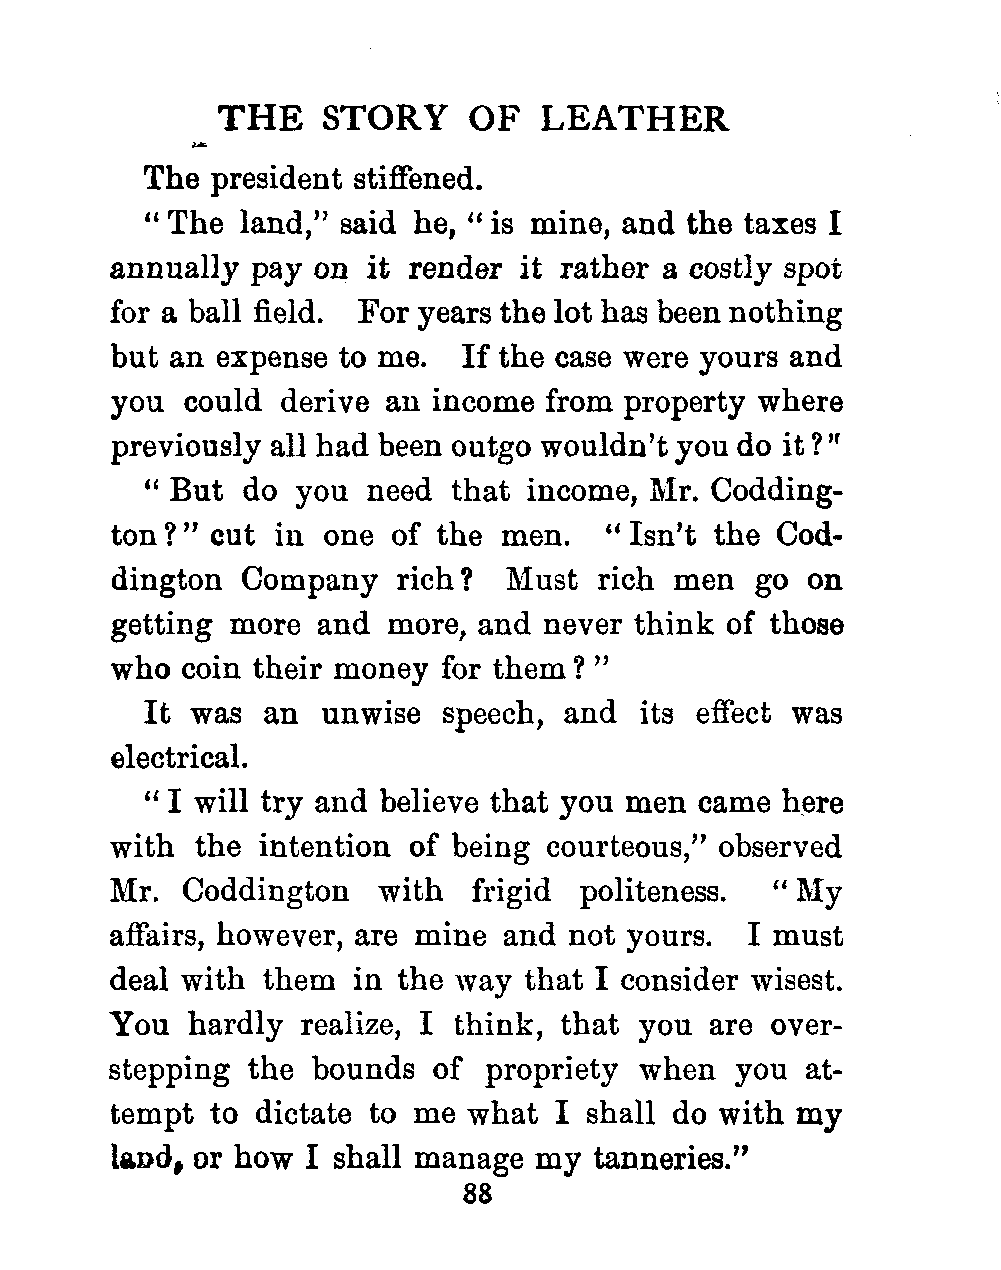 THE STORY OF LEATHER
The president stiffened.
“The land,” said he, “is mine, and the taxes I
annually pay on it render it rather a costly spot
for a ball field. For years the lot has been nothing
but an expense to me. If the case were yours and
you could derive an income from property where
previously all had been outgo wouldn’t you do it?”
“But do you need that income, Mr. Codding-
ton?” cut in one of the men. “Isn’t the Cod-
dington Company rich? Must rich men go on
getting more and more, and never think of those
who coin their money for them?”
It was an unwise speech, and its effect was
electrical.
“I will try and believe that you men came here
with the intention of being courteous,” observed
Mr. Coddington with frigid politeness. “My
affairs, however, are mine and not yours. I must
deal with them in the way that I consider wisest.
You hardly realize, I think, that you are over-
stepping the bounds of propriety when you at-
tempt to dictate to me what I shall do with my
land, or how I shall manage my tanneries.”
88